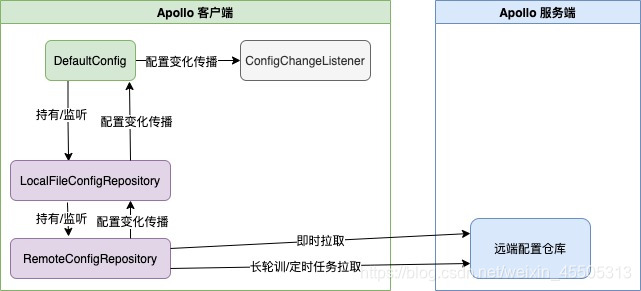 Apollo 客户端
Apollo 服务端
DefaultConfig
配置变化传播
ConfigChangeListener
持有/监听
配置变化传播
LocalFileConfigRepository
持有/监听
配置变化传播
RemoteConfigRepository
即时拉取
长轮训/定时任务拉取
远端配置仓库
https://blog.csdn.net/weixin_45505313